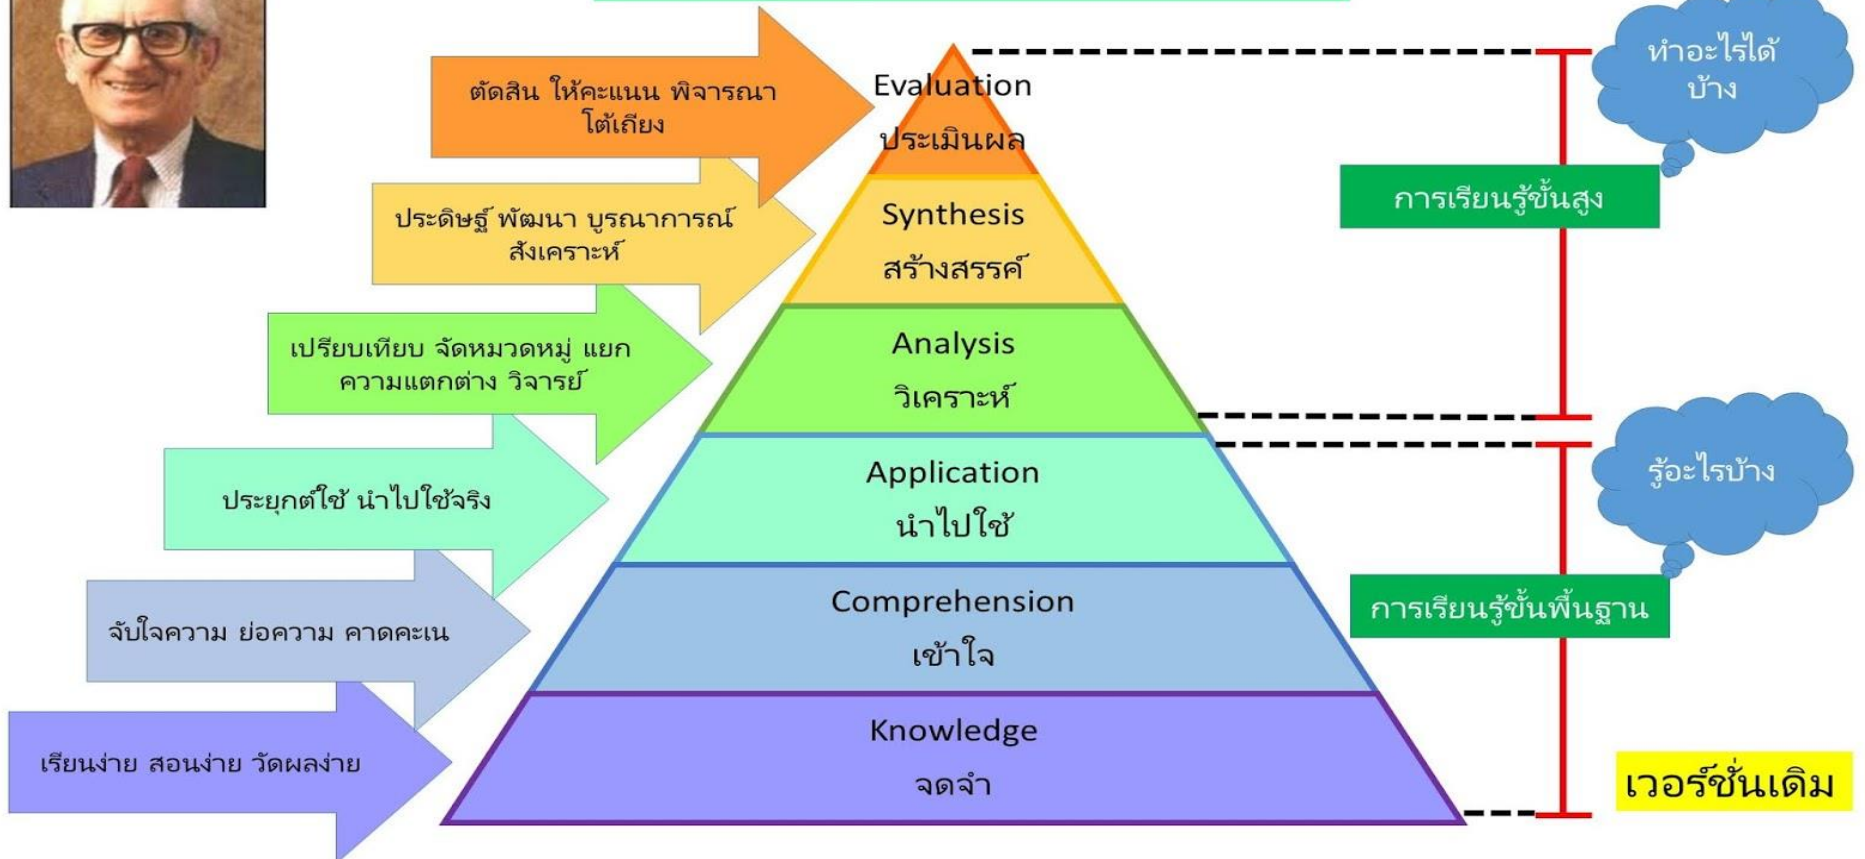 ตัดสิน ให้คะแนน พิจารณา
โต้เถียง
ประดิษฐ์ พัฒนา บูรณาการณ์
สังเคราะห์
เปรียบเทียบ จัดหมวดหมู่ แยก
ความแตกต่าง วิจารย์
ประยุกต์ใช้ นำไปใช้จริง
จับใจความ ย่อความ คาดคะเน
เรียนง่าย สอนง่าย วัดผลง่าย
Evaluation
ประเมินผล
Synthesis
สร้างสรรค์
Analysis
วิเคราะห์
Application
นำไปใช้
Comprehension
เข้าใจ
Knowledge
จดจำ
ทำอะไรได้
บ้าง
การเรียนรู้ขั้นสูง
รู้อะไรบ้าง
การเรียนรู้ขั้นพื้นฐาน
เวอร์ชั่นเดิม